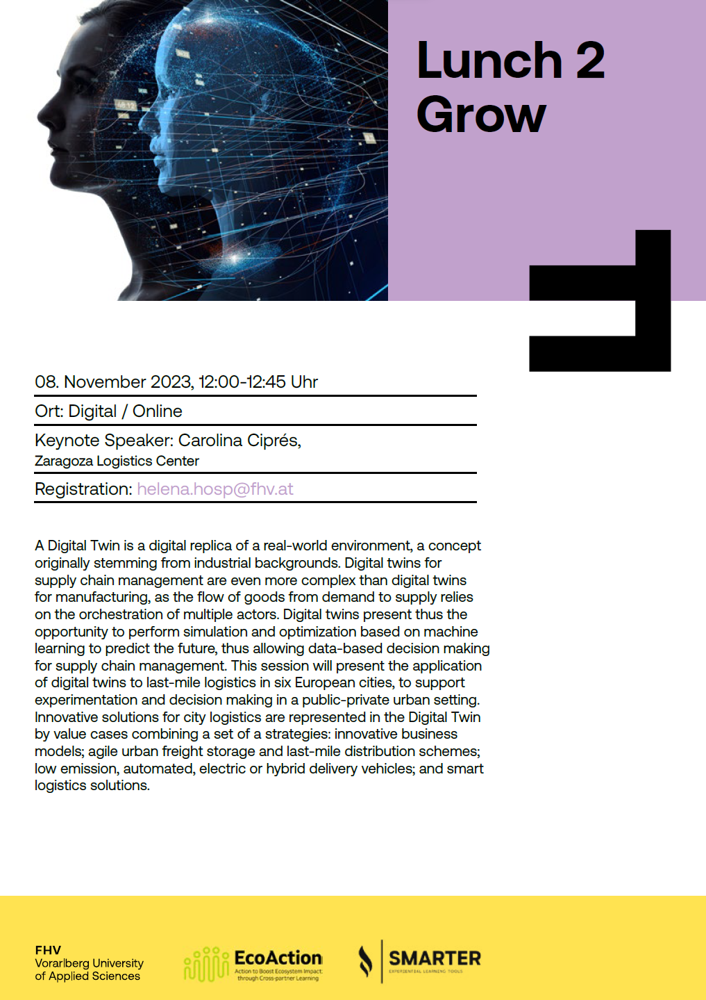 Lunch 2
Grow
08. November 2023, 12:00-12:45 Uhr
Ort: Digital / Online
Keynote Speaker: Carolina Ciprés,
Zaragoza Logistics Center
Registration: helena.hosp@fhv.at
A Digital Twin is a digital replica of a real-world environment, a concept
originally stemming from industrial backgrounds. Digital twins for
supply chain management are even more complex than digital twins
for manufacturing, as the flow of goods from demand to supply relies
on the orchestration of multiple actors. Digital twins present thus the
opportunity to perform simulation and optimization based on machine
learning to predict the future, thus allowing data-based decision making
for supply chain management. This session will present the application
of digital twins to last-mile logistics in six European cities, to support
experimentation and decision making in a public-private urban setting.
Innovative solutions for city logistics are represented in the Digital Twin
by value cases combining a set of a strategies: innovative business
models; agile urban freight storage and last-mile distribution schemes;
low emission, automated, electric or hybrid delivery vehicles; and smart
logistics solutions.
FHV
Vorarlberg University
of Applied Sciences
EcoAction
Action to Boost Ecosystem Impact
through Cross-partner Learning
SMARTER
EXPERIENTIAL LEARNING TOOLS